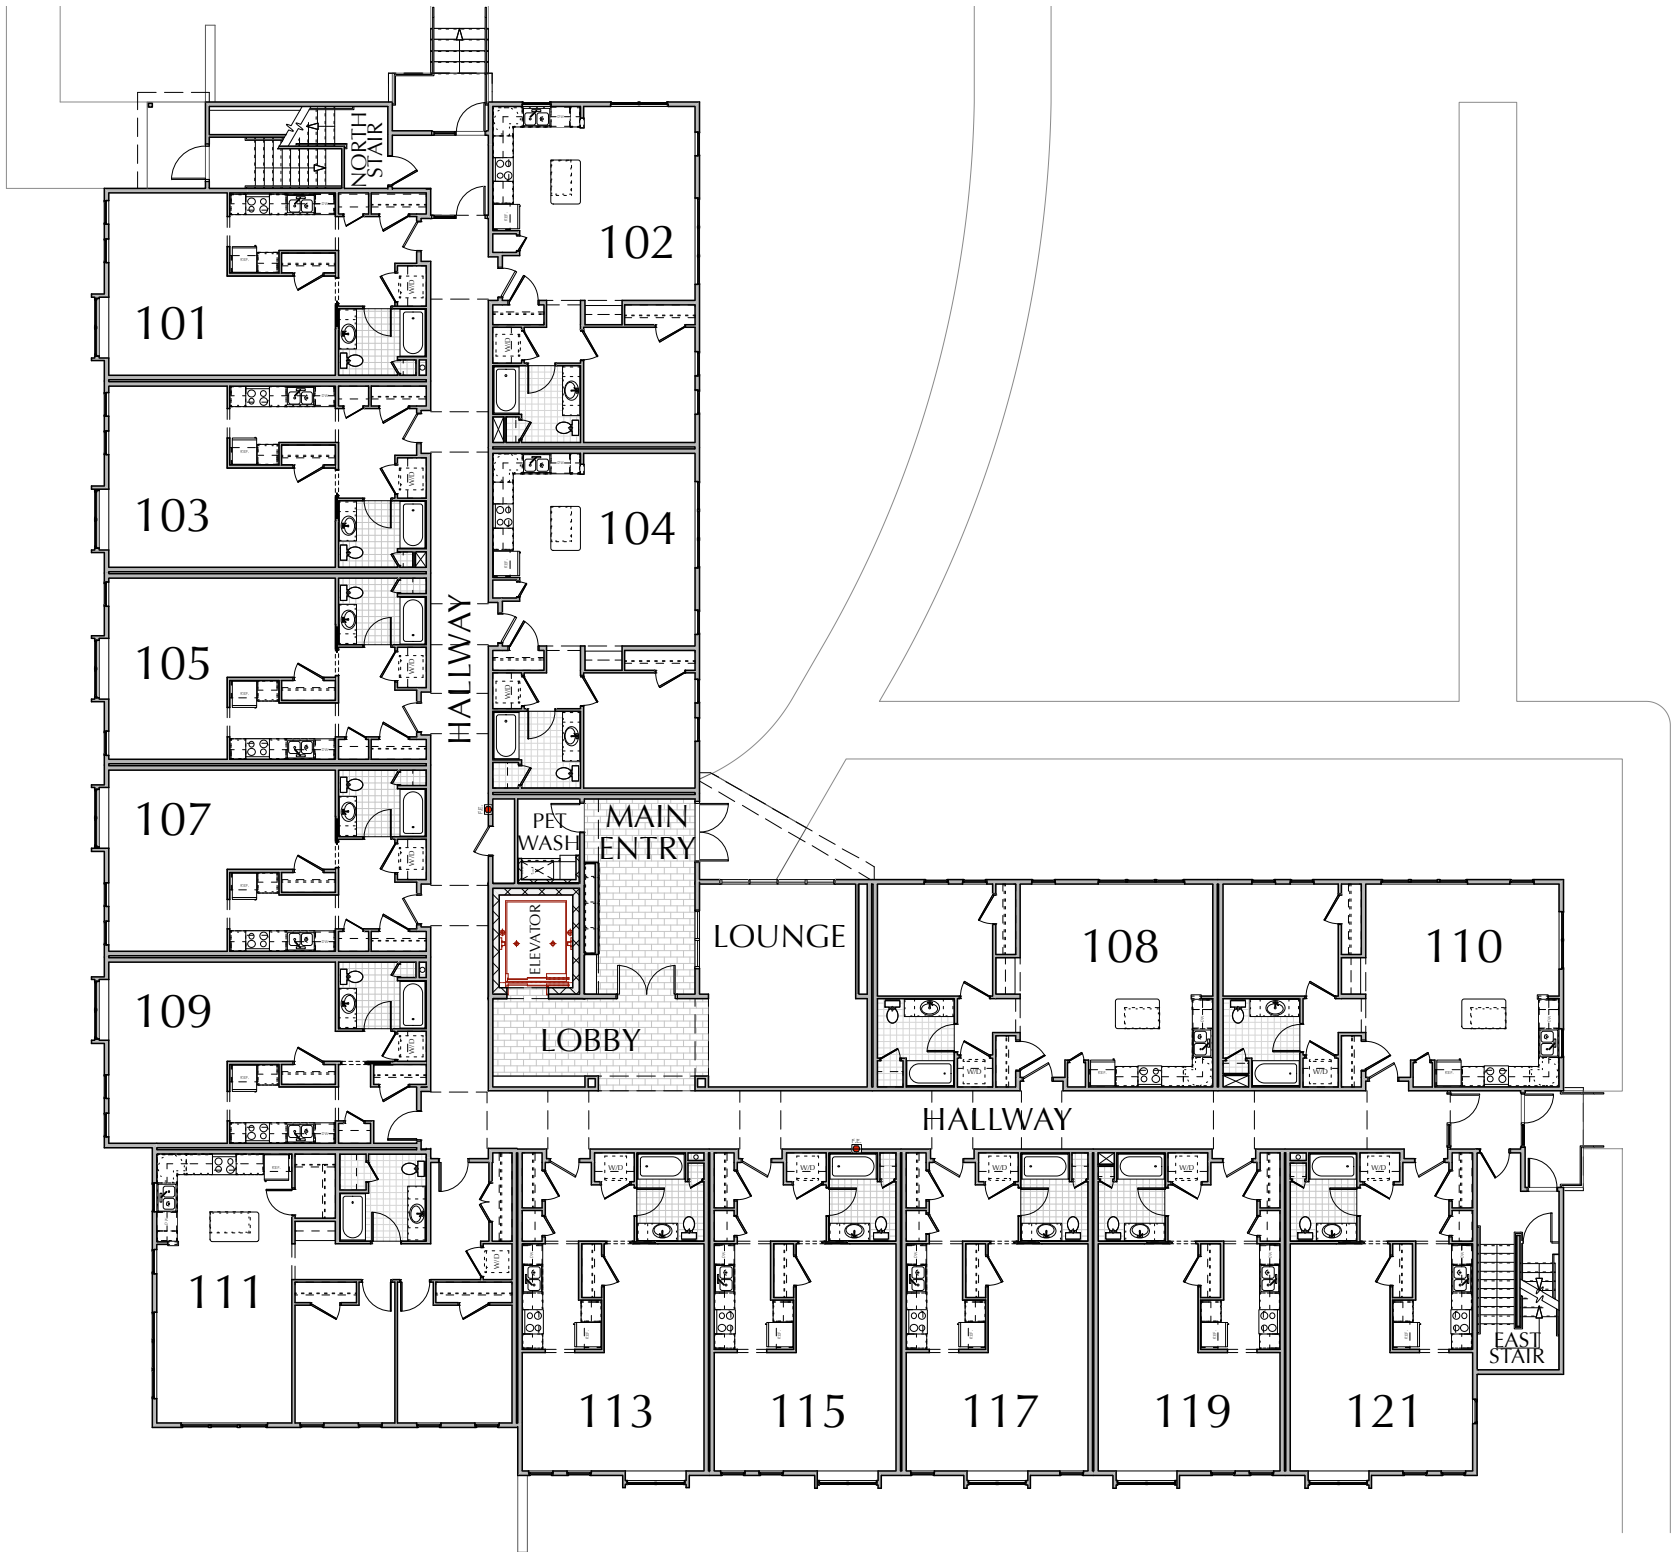 NORTH
STAIR
102
W/D
101
W/D
103
W/D
104
HALLWAY
105
W/D
W/D
F.E.
107
PET
WASH
MAIN
ENTRY
W/D
ELEVATOR
LOUNGE
108
110
109
LOBBY
W/D
W/D
W/D
HALLWAY
F.E.
W/D
W/D
W/D
W/D
W/D
W/D
111
EAST
STAIR
113
115
117
119
121